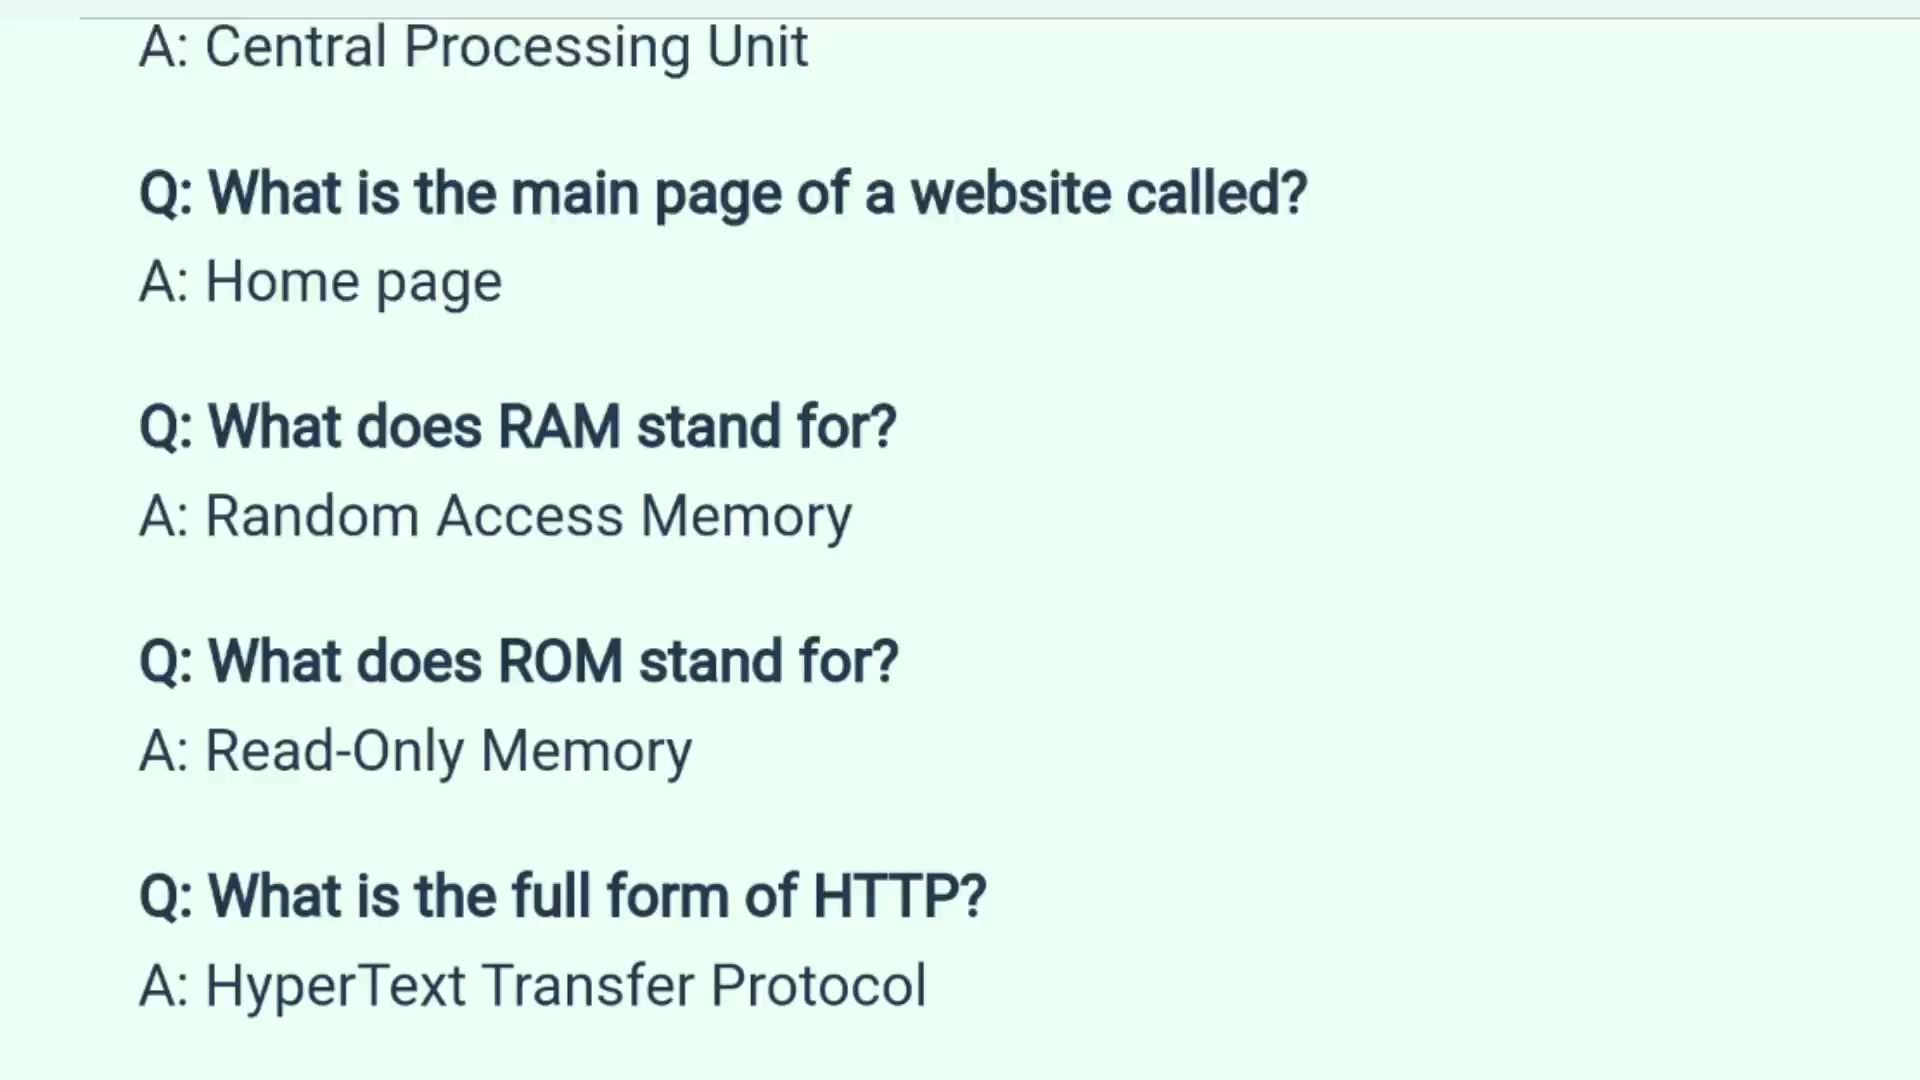 A: Central Processing Unit
Q: What is the main page of a website called?
A: Home page
Q: What does RAM stand for?
A: Random Access Memory
Q: What does ROM stand for?
A: Read-Only Memory
Q: What is the full form of HTTP?
A: HyperText Transfer Protocol